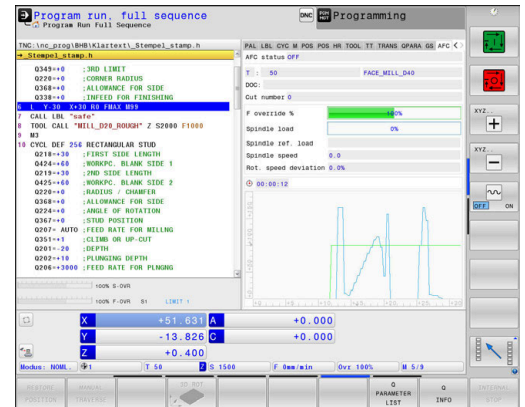 Program run, full sequence
Program Run Full Sequence
DNC
Programming
TNC:\nc_prog\BHB\Klartext\_Stempel_stamp.h
→_Stempel_stamp.h
Q349=+0 ;3RD LIMIT
Q220=+0 ;CORNER RADIUS
Q368=+0 ;ALLOWANCE FOR SIDE
Q338=+0 ;INFEED FOR FINISHING
6 L Y-30 X+30 R0 FMAX M99
7 CALL LBL "safe"
8 TOOL CALL "MILL_D20_ROUGH" Z S2000 F1000
9 M3
10 CYCL DEF 256 RECTANGULAR STUD
Q218=+30 ;FIRST SIDE LENGTH
Q424=+60 ;WORKPC. BLANK SIDE 1
Q219=+30 ;2ND SIDE LENGTH
Q425=+60 ;WORKPC. BLANK SIDE 2
Q220=+0 ;RADIUS / CHAMFER
Q368=+0 ;ALLOWANCE FOR SIDE
Q224=+0 ;ANGLE OF ROTATION
Q367=+0 ;STUD POSITION
Q207= AUTO ;FEED RATE FOR MILLNG
Q351=+1 ;CLIMB OR UP-CUT
Q201=-20 ;DEPTH
Q202=+10 ;PLUNGING DEPTH
Q206=+3000 ;FEED RATE FOR PLNGNG
100% S-OVR
100% F-OVR S1 LIMIT 1
PAL LBL CYC M POS POS HR TOOL TT TRANS QPARA GS AFC
AFC status OFF
T : 50 FACE_MILL_D40
DOC:
Cut number 0
F override % 100%
Spindle load 0%
Spindle ref. load
Spindle speed 0.0
Rot. speed deviation 0.0%
00:00:12
X +51.631 A +0.000
Y -13.826 C +0.000
Z +0.400
Modus: NOML. 1 T 50 Z S 1500 F 0mm/min Ovr 100% M 5/9
RESTORE POSITION
MANUAL TRAVERSE
3D ROT
Q PARAMETER LIST
Q INFO
INTERNAL STOP
XYZ..
+
XYZ..
−
OFF ON